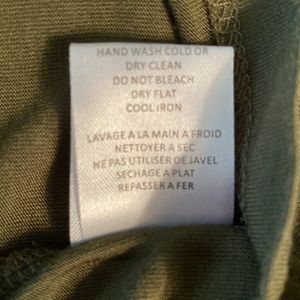 HAND WASH COLD OR
DRY CLEAN
DO NOT BLEACH
DRY FLAT
COOL IRON
LAVAGE A LA MAIN A FROID
NETTOYER A SEC
NE PAS UTILISER DE JAVEL
SECHAGE A PLAT
REPASSER A FER